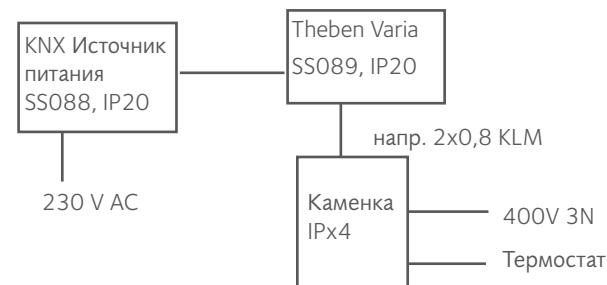 KNX Источник
питания
SS088, IP20
Theben Varia
SS089, IP20
напр. 2x0,8 KLM
230 V AC
Каменка
IPx4
400V 3N
Термостат